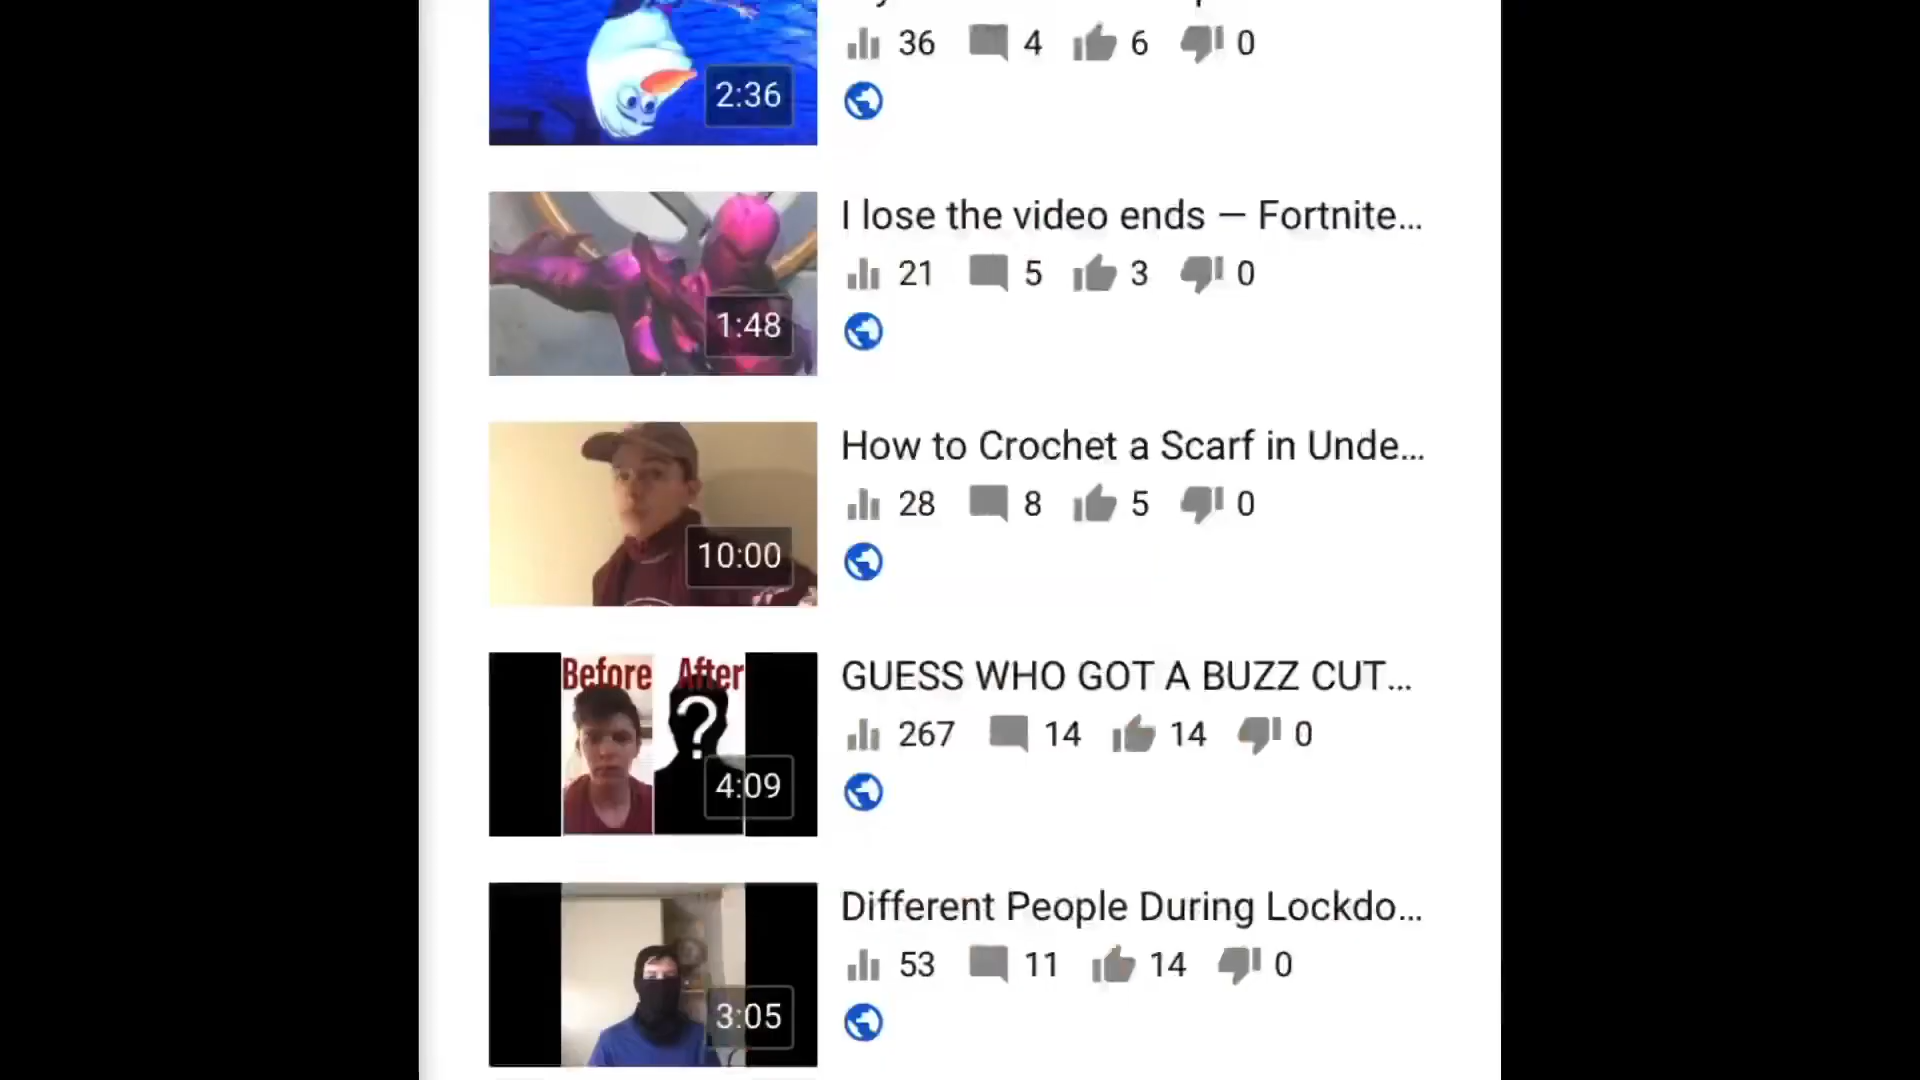 36 4 6 0
2:36
I lose the video ends – Fortnite...
21 5 3 0
1:48
How to Crochet a Scarf in Unde...
28 8 5 0
10:00
Before After
?
GUESS WHO GOT A BUZZ CUT...
267 14 14 0
4:09
Different People During Lockdo...
53 11 14 0
3:05